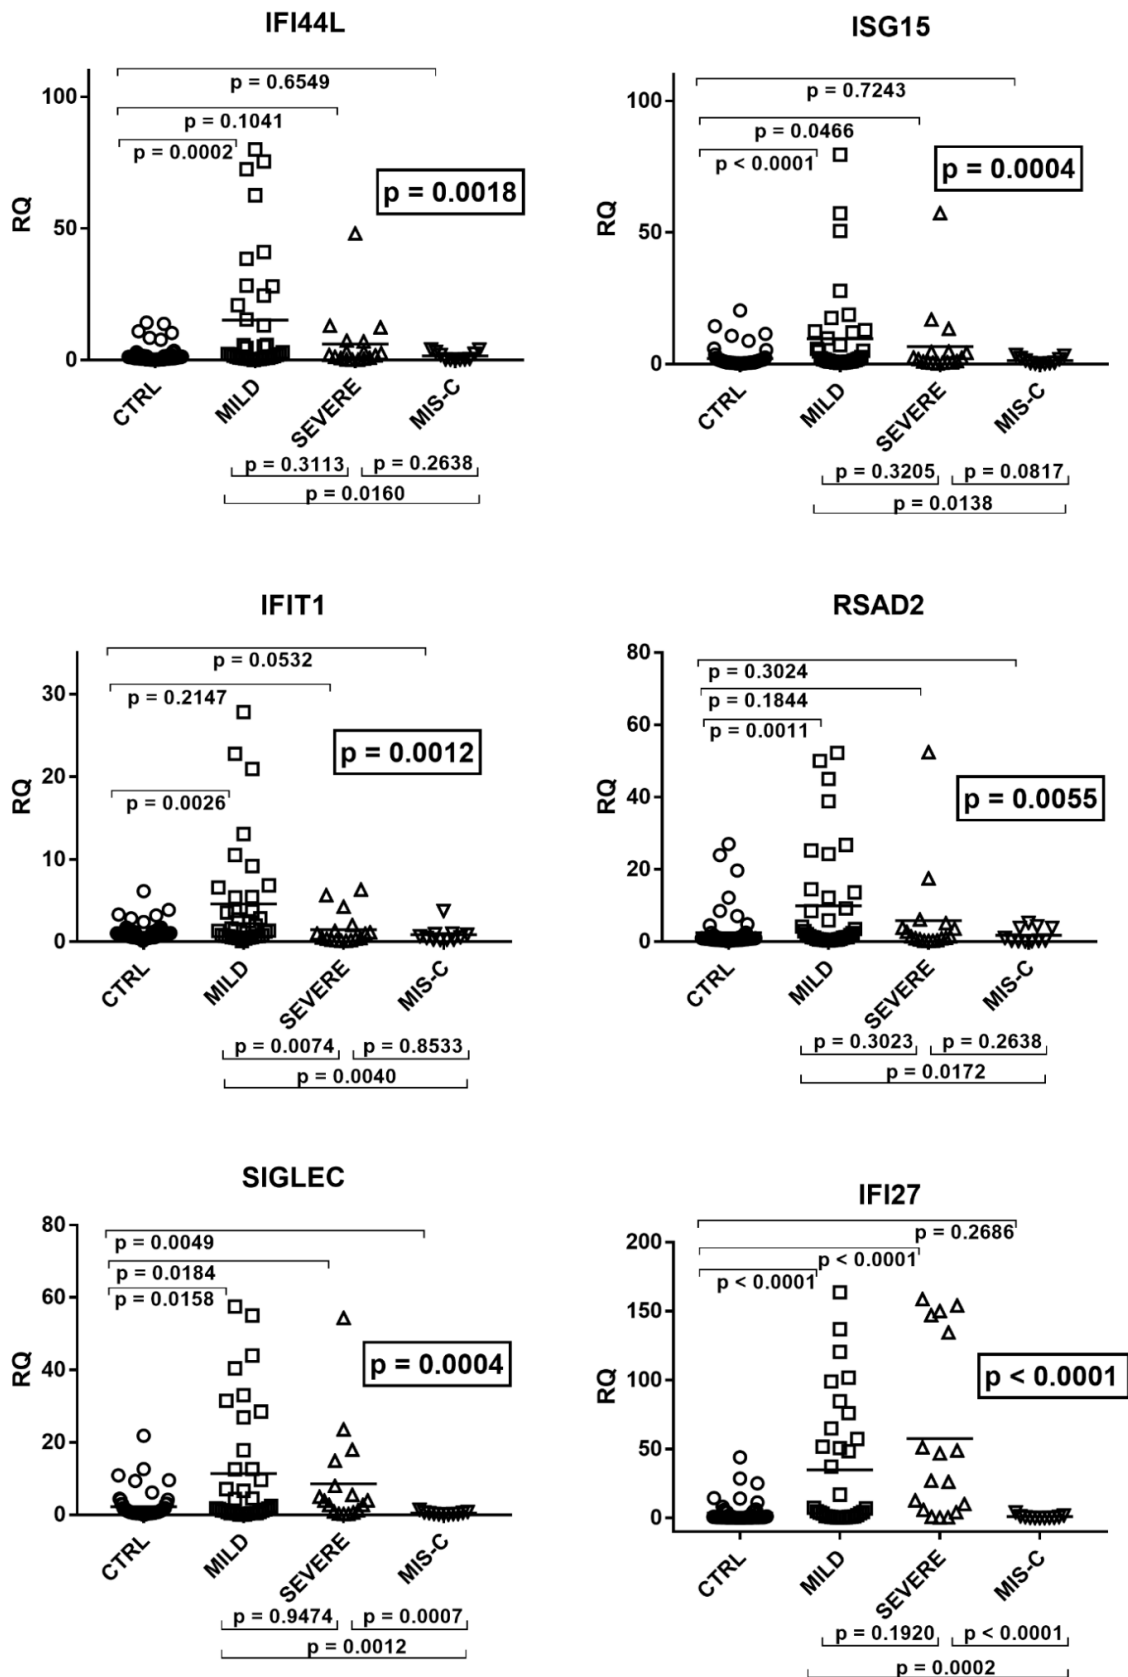 IFI44L
100
50
0
RQ
p = 0.6549
p = 0.1041
p = 0.0002
p = 0.0018
CTRL
MILD
SEVERE
MIS-C
p = 0.3113
p = 0.2638
p = 0.0160
ISG15
100
50
0
RQ
p = 0.7243
p = 0.0466
p < 0.0001
p = 0.0004
CTRL
MILD
SEVERE
MIS-C
p = 0.3205
p = 0.0817
p = 0.0138
IFIT1
30
20
10
0
RQ
p = 0.0532
p = 0.2147
p = 0.0026
p = 0.0012
CTRL
MILD
SEVERE
MIS-C
p = 0.0074
p = 0.8533
p = 0.0040
RSAD2
80
60
40
20
0
RQ
p = 0.3024
p = 0.1844
p = 0.0011
p = 0.0055
CTRL
MILD
SEVERE
MIS-C
p = 0.3023
p = 0.2638
p = 0.0172
SIGLEC
80
60
40
20
0
RQ
p = 0.0049
p = 0.0184
p = 0.0158
p = 0.0004
CTRL
MILD
SEVERE
MIS-C
p = 0.9474
p = 0.0007
p = 0.0012
IFI27
200
150
100
50
0
RQ
p = 0.2686
p < 0.0001
p < 0.0001
p < 0.0001
CTRL
MILD
SEVERE
MIS-C
p = 0.1920
p < 0.0001
p = 0.0002